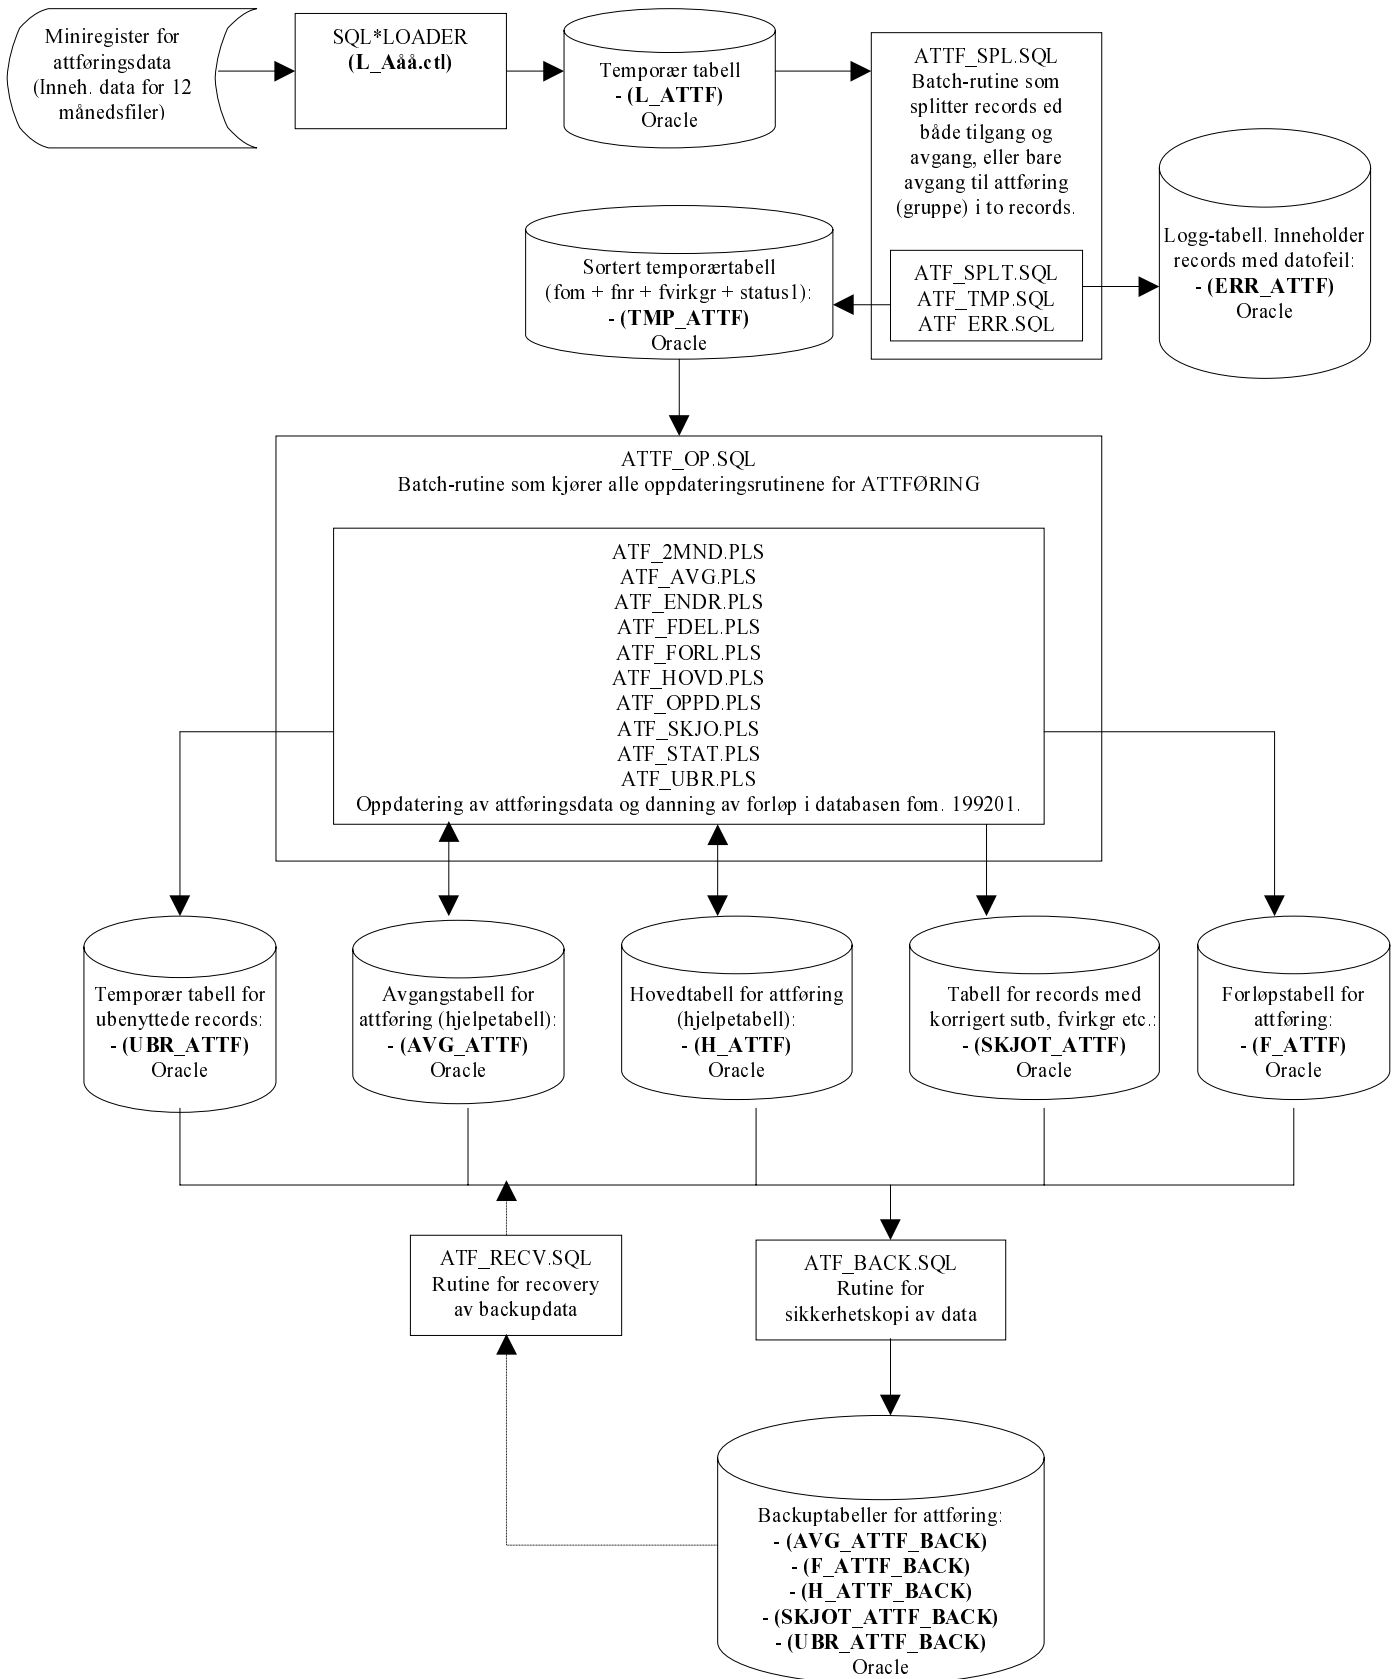 Miniregister for
attføringsdata
(Inneh. data for 12
månedsfiler)
SQL*LOADER
(L_Aåå.ctl)
Temporær tabell
- (L_ATTF)
Oracle
ATTF_SPL.SQL
Batch-rutine som
splitter records ed
både tilgang og
avgang, eller bare
avgang til attføring
(gruppe) i to records.
ATF_SPLT.SQL
ATF_TMP.SQL
ATF_ERR.SQL
Logg-tabell. Inneholder
records med datofeil:
- (ERR_ATTF)
Oracle
Sortert temporærtabell
(fom + fnr + fvirkgr + status1):
- (TMP_ATTF)
Oracle
ATTF_OP.SQL
Batch-rutine som kjører alle oppdateringsrutinene for ATTFØRING
ATF_2MND.PLS
ATF_AVG.PLS
ATF_ENDR.PLS
ATF_FDEL.PLS
ATF_FORL.PLS
ATF_HOVD.PLS
ATF_OPPD.PLS
ATF_SKJO.PLS
ATF_STAT.PLS
ATF_UBR.PLS
Oppdatering av attføringsdata og danning av forløp i databasen fom. 199201.
Temporær tabell for
ubenyttede records:
- (UBR_ATTF)
Oracle
Avgangstabell for
attføring (hjelpetabell):
- (AVG_ATTF)
Oracle
Hovedtabell for attføring
(hjelpetabell):
- (H_ATTF)
Oracle
Tabell for records med
korrigert sutb, fvirkgr etc.:
- (SKJOT_ATTF)
Oracle
Forløpstabell for
attføring:
- (F_ATTF)
Oracle
ATF_RECV.SQL
Rutine for recovery
av backupdata
ATF_BACK.SQL
Rutine for
sikkerhetskopi av data
Backuptabeller for attføring:
- (AVG_ATTF_BACK)
- (F_ATTF_BACK)
- (H_ATTF_BACK)
- (SKJOT_ATTF_BACK)
- (UBR_ATTF_BACK)
Oracle